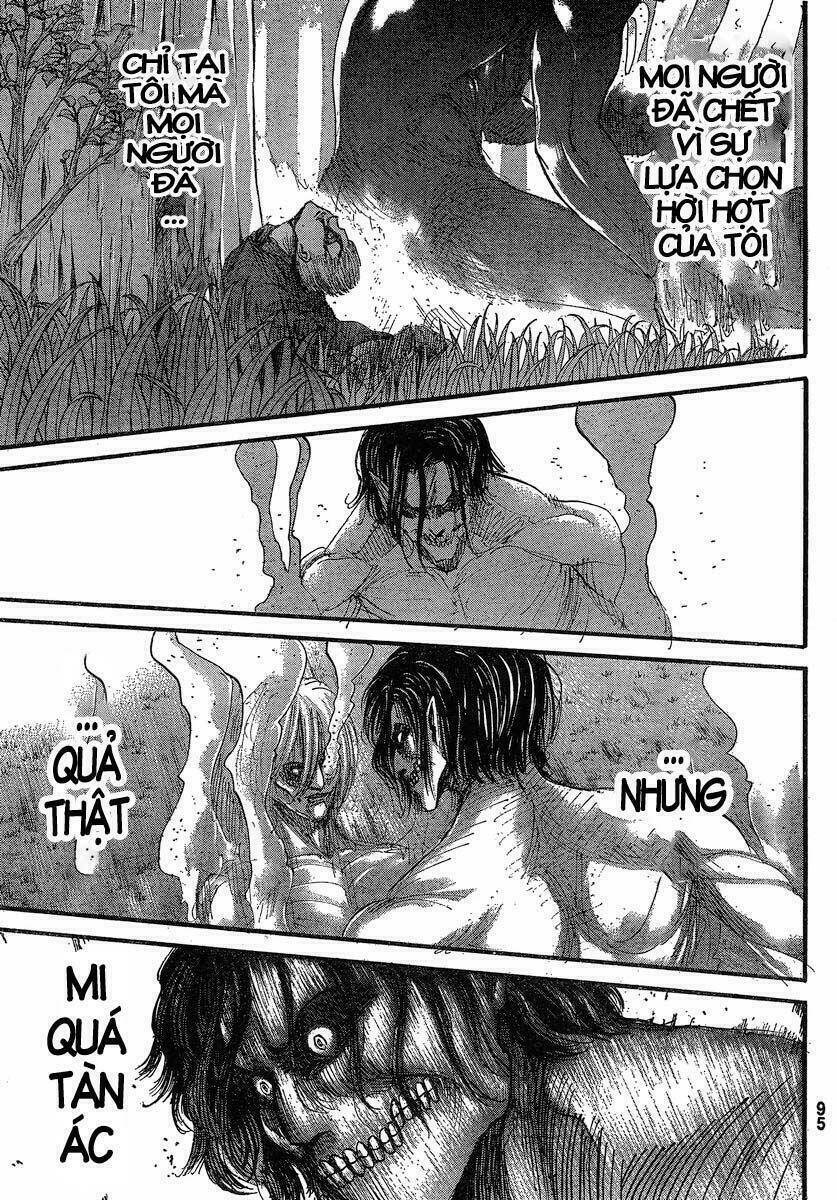 MỌI NGƯỜI
ĐÃ CHẾT
VÌ SỰ
LỰA CHỌN
HỜI HỢT
CỦA TÔI
CHỈ TẠI
TÔI MÀ
MỌI
NGƯỜI
ĐÃ
...
...
NHƯNG
...
QUẢ
THẬT
MI
QUÁ
TÀN
ÁC
95